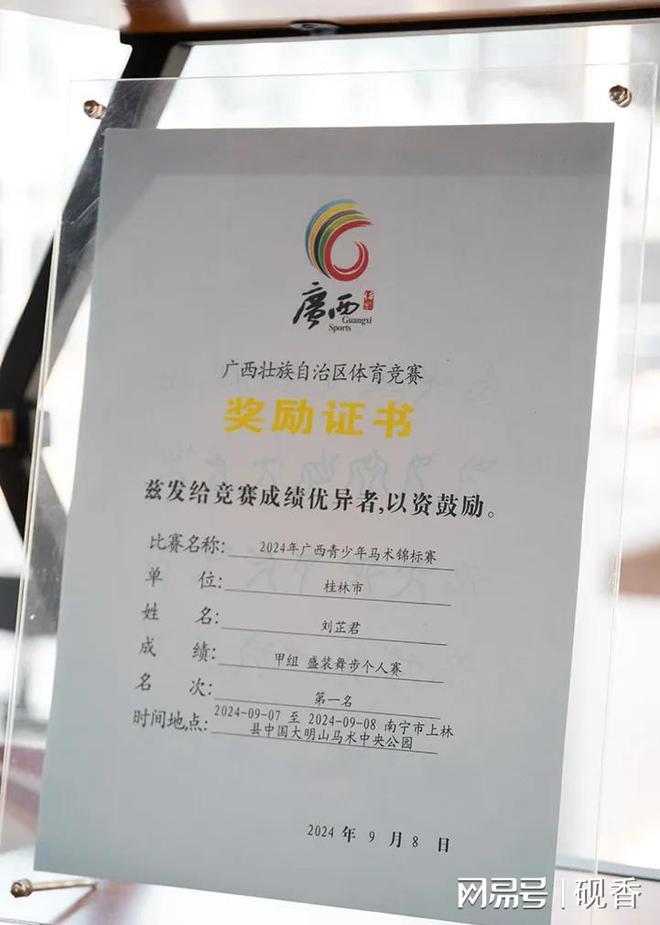 廣西
Guangxi
Sports
广西壮族自治区体育竞赛
奖励证书
兹发给竞赛成绩优异者,以资鼓励。
比赛名称: 2024年广西青少年马术锦标赛
单 位: 桂林市
姓 名: 刘芷君
成 绩: 甲组 盛装舞步个人赛
名 次: 第一名
时间地点: 2024-09-07 至 2024-09-08 南宁市上林
县中国大明山马术中央公园
2024 年 9 月 8 日
网易号 | 砚香